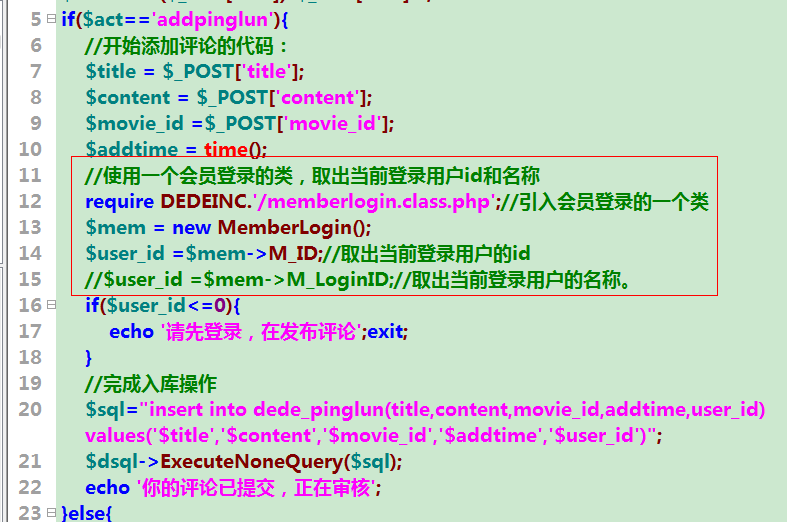 5 if($act=='addpinglun'){
6 //开始添加评论的代码：
7 $title = $_POST['title'];
8 $content = $_POST['content'];
9 $movie_id =$_POST['movie_id'];
10 $addtime = time();
11 //使用一个会员登录的类，取出当前登录用户id和名称
12 require DEDEINC.'/memberlogin.class.php';//引入会员登录的一个类
13 $mem = new MemberLogin();
14 $user_id =$mem->M_ID;//取出当前登录用户的id
15 //$user_id =$mem->M_LoginID;//取出当前登录用户的名称。
16 if($user_id<=0){
17 echo '请先登录，在发布评论';exit;
18 }
19 //完成入库操作
20 $sql="insert into dede_pinglun(title,content,movie_id,addtime,user_id)
values('$title','$content','$movie_id','$addtime','$user_id')";
21 $dsql->ExecuteNoneQuery($sql);
22 echo '你的评论已提交，正在审核';
23 }else{